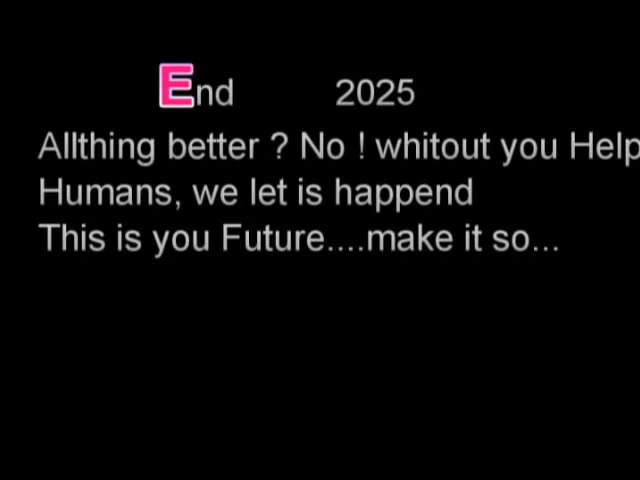 End 2025
Allthing better ? No ! whitout you Help
Humans, we let is happend
This is you Future....make it so...